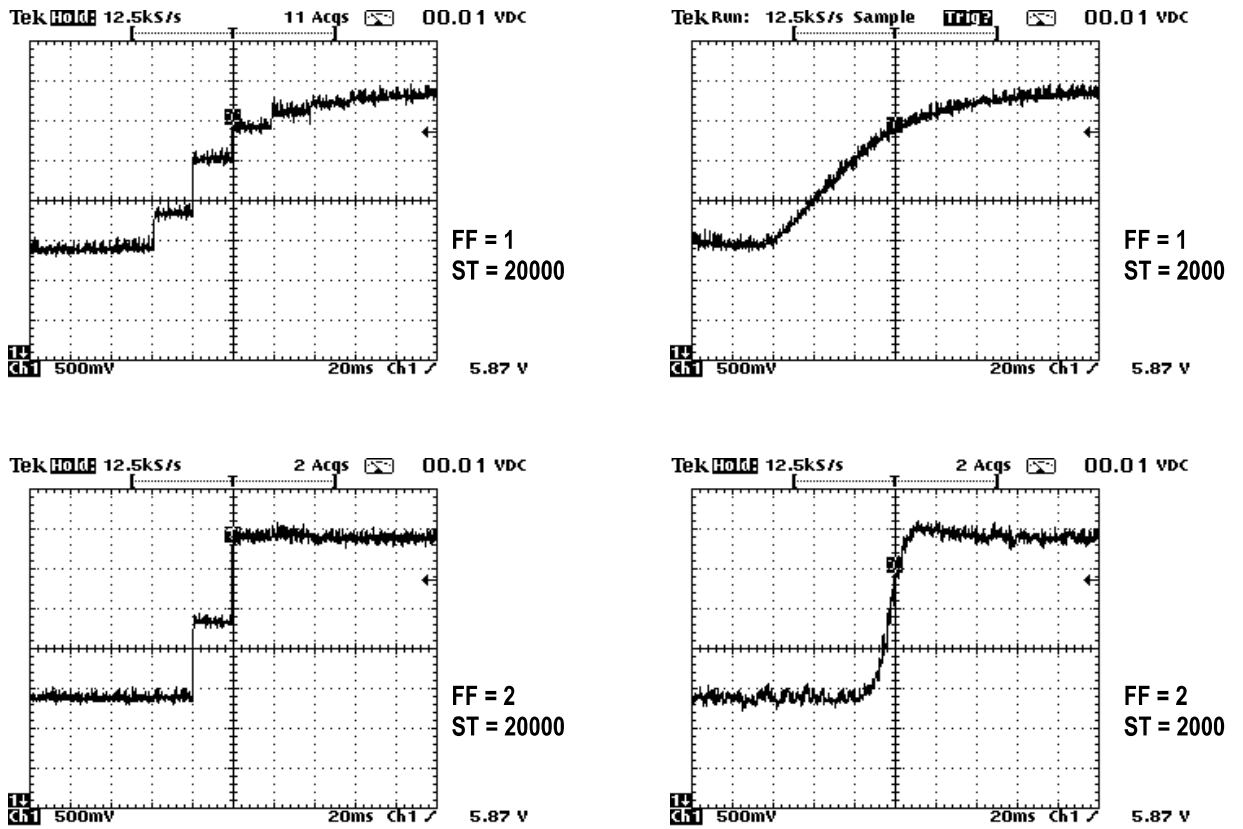 Tek Hold: 12.5kS/s 11 Acqs 00.01 VDC
T
FF = 1
ST = 20000
1
Ch1 500mV 20ms Ch1 5.87 V
Tek Run: 12.5kS/s Sample Trig? 00.01 VDC
T
FF = 1
ST = 2000
1
Ch1 500mV 20ms Ch1 5.87 V
Tek Hold: 12.5kS/s 2 Acqs 00.01 VDC
T
FF = 2
ST = 20000
1
Ch1 500mV 20ms Ch1 5.87 V
Tek Hold: 12.5kS/s 2 Acqs 00.01 VDC
T
FF = 2
ST = 2000
1
Ch1 500mV 20ms Ch1 5.87 V